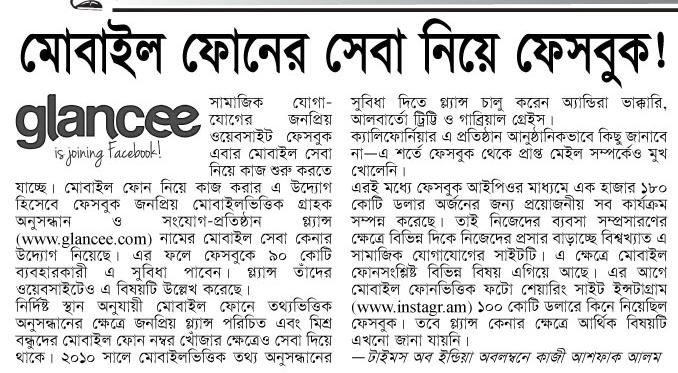 মোবাইল ফোনের সেবা নিয়ে ফেসবুক!
glancee
is joining Facebook!
সামাজিক যোগা-
যোগের জনপ্রিয়
ওয়েবসাইট ফেসবুক
এবার মোবাইল সেবা
নিয়ে কাজ শুরু করতে
যাচ্ছে। মোবাইল ফোন নিয়ে কাজ করার এ উদ্যোগ
হিসেবে ফেসবুক জনপ্রিয় মোবাইলভিত্তিক গ্রাহক
অনুসন্ধান ও সংযোগ-প্রতিষ্ঠান গ্ল্যান্স
(www.glancee.com) নামের মোবাইল সেবা কেনার
উদ্যোগ নিয়েছে। এর ফলে ফেসবুকে ৯০ কোটি
ব্যবহারকারী এ সুবিধা পাবেন। গ্ল্যান্স তাঁদের
ওয়েবসাইটেও এ বিষয়টি উল্লেখ করেছে।
নির্দিষ্ট স্থান অনুযায়ী মোবাইল ফোনে তথ্যভিত্তিক
অনুসন্ধানের ক্ষেত্রে জনপ্রিয় গ্ল্যান্স পরিচিত এবং মিশ্র
বন্ধুদের মোবাইল ফোন নম্বর খোঁজার ক্ষেত্রেও সেবা দিয়ে
থাকে। ২০১০ সালে মোবাইলভিত্তিক তথ্য অনুসন্ধানের
সুবিধা দিতে গ্ল্যান্স চালু করেন অ্যান্ডিরা ভাক্কারি,
আলবার্তো ট্রিট্টি ও গাব্রিয়াল গ্রেইস।
ক্যালিফোর্নিয়ার এ প্রতিষ্ঠান আনুষ্ঠানিকভাবে কিছু জানাবে
না—এ শর্তে ফেসবুক থেকে প্রাপ্ত মেইল সম্পর্কেও মুখ
খোলেনি।
এরই মধ্যে ফেসবুক আইপিওর মাধ্যমে এক হাজার ১৮০
কোটি ডলার অর্জনের জন্য প্রয়োজনীয় সব কার্যক্রম
সম্পন্ন করেছে। তাই নিজেদের ব্যবসা সম্প্রসারণের
ক্ষেত্রে বিভিন্ন দিকে নিজেদের প্রসার বাড়াচ্ছে বিশ্বখ্যাত এ
সামাজিক যোগাযোগের সাইটটি। এ ক্ষেত্রে মোবাইল
ফোনসংশ্লিষ্ট বিভিন্ন বিষয় এগিয়ে আছে। এর আগে
মোবাইল ফোনভিত্তিক ফটো শেয়ারিং সাইট ইন্সটাগ্রাম
(www.instagr.am) ১০০ কোটি ডলারে কিনে নিয়েছিল
ফেসবুক। তবে গ্ল্যান্স কেনার ক্ষেত্রে আর্থিক বিষয়টি
এখনো জানা যায়নি।
—টাইমস অব ইন্ডিয়া অবলম্বনে কাজী আশফাক আলম